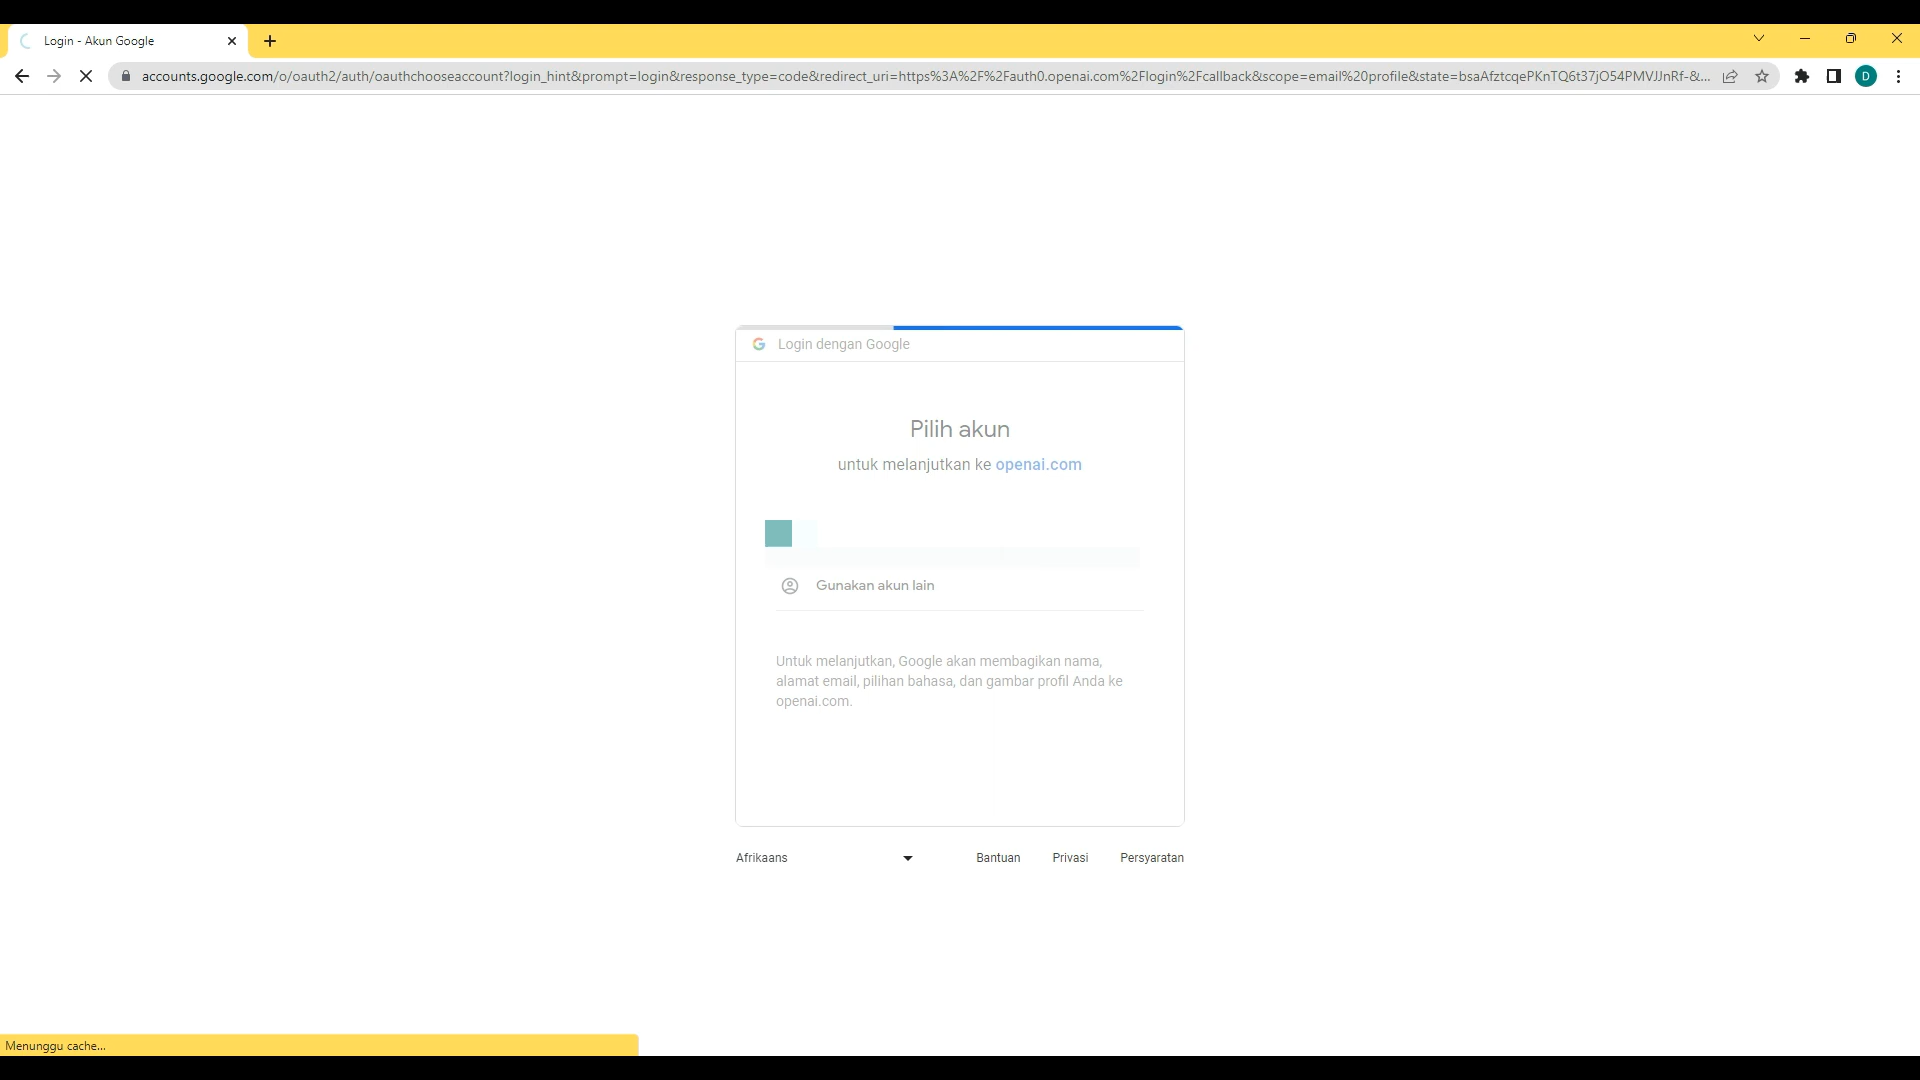 Login - Akun Google
accounts.google.com/o/oauth2/auth/oauthchooseaccount?login_hint&prompt=login&response_type=code&redirect_uri=https%3A%2F%2Fauth0.openai.com%2Flogin%2Fcallback&scope=email%20profile&state=bsaAfztcqePKnTQ6t37jO54PMVJJnRf-&...
D
Login dengan Google
Pilih akun
untuk melanjutkan ke openai.com
Gunakan akun lain
Untuk melanjutkan, Google akan membagikan nama,
alamat email, pilihan bahasa, dan gambar profil Anda ke
openai.com.
Afrikaans Bantuan Privasi Persyaratan
Menunggu cache...